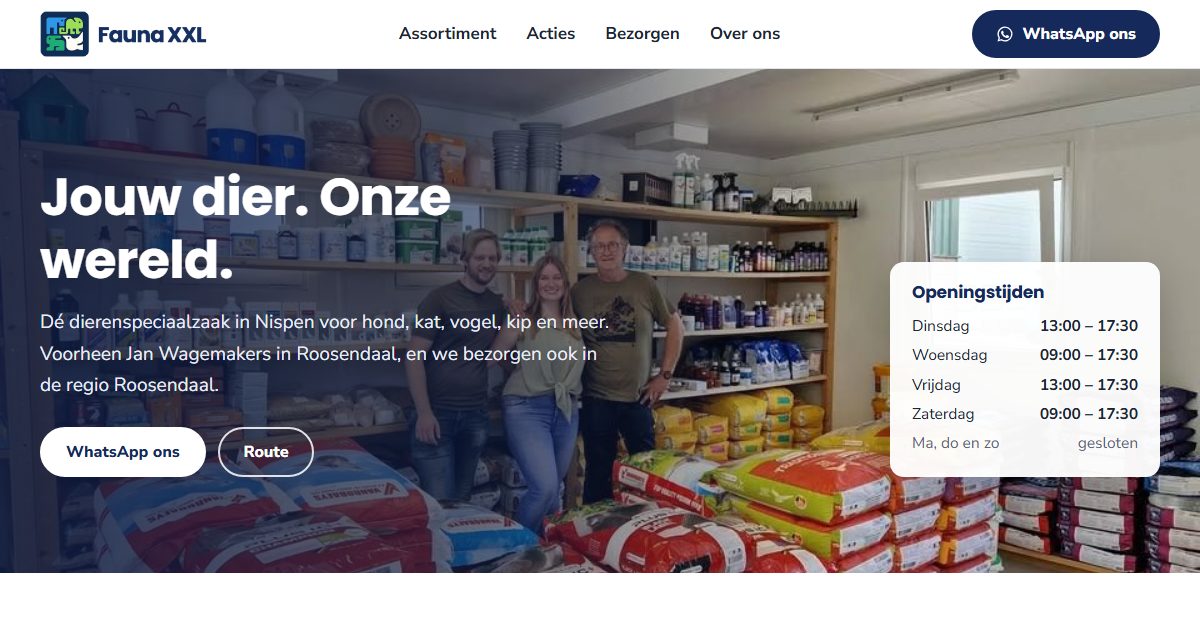 Fauna XXL
Assortiment
Acties
Bezorgen
Over ons
WhatsApp ons
Jouw dier. Onze
wereld.
Dé dierenspeciaalzaak in Nispen voor hond, kat, vogel, kip en meer.
Voorheen Jan Wagemakers in Roosendaal, en we bezorgen ook in
de regio Roosendaal.
WhatsApp ons
Route
Openingstijden
Dinsdag 13:00 – 17:30
Woensdag 09:00 – 17:30
Vrijdag 13:00 – 17:30
Zaterdag 09:00 – 17:30
Ma, do en zo gesloten